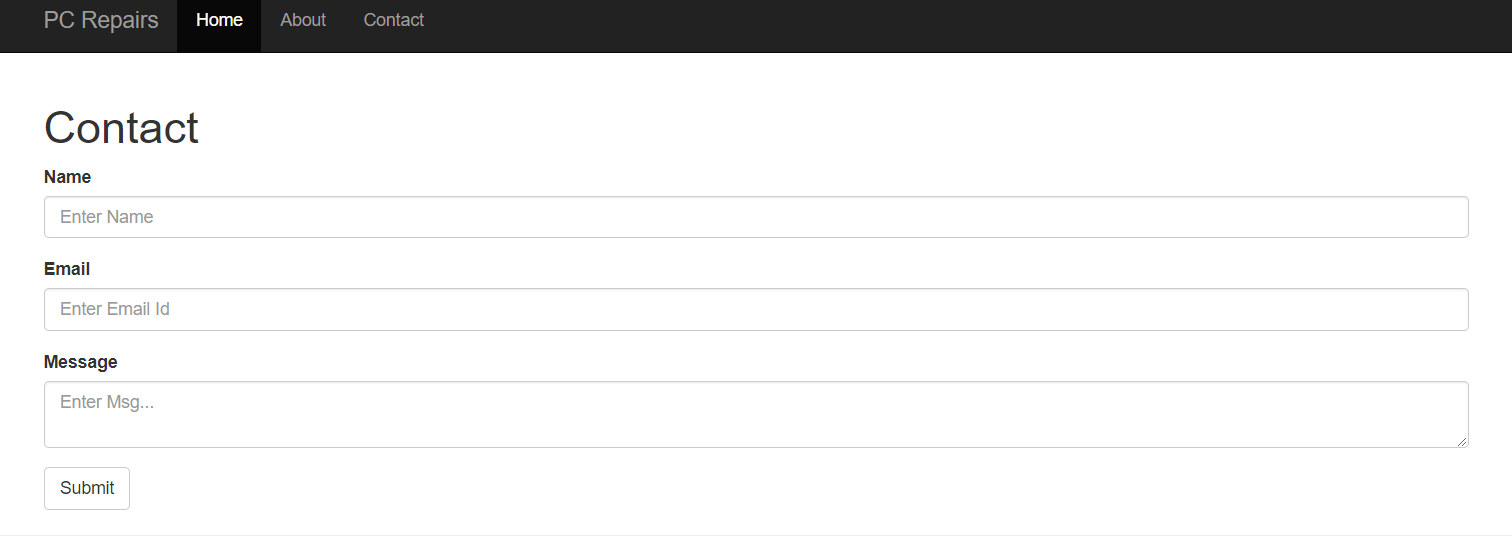 PC Repairs Home About Contact
Contact
Name
Enter Name
Email
Enter Email Id
Message
Enter Msg...
Submit